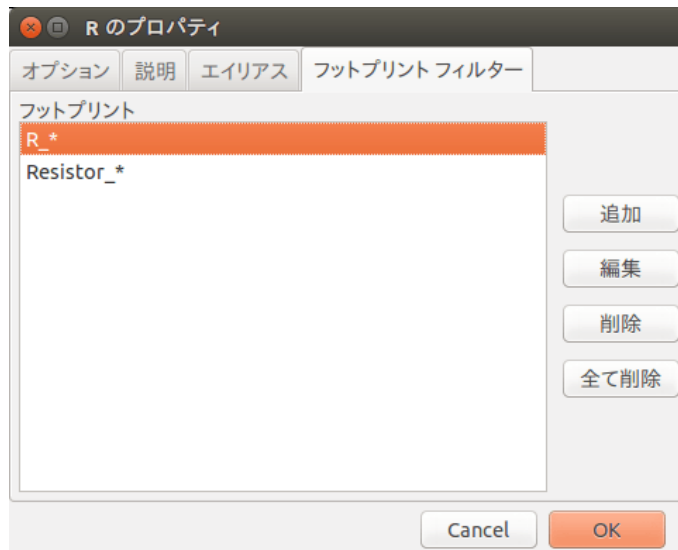 R のプロパティ
オプション 説明 エイリアス フットプリント フィルター
フットプリント
R_*
Resistor_*
追加
編集
削除
全て削除
Cancel OK